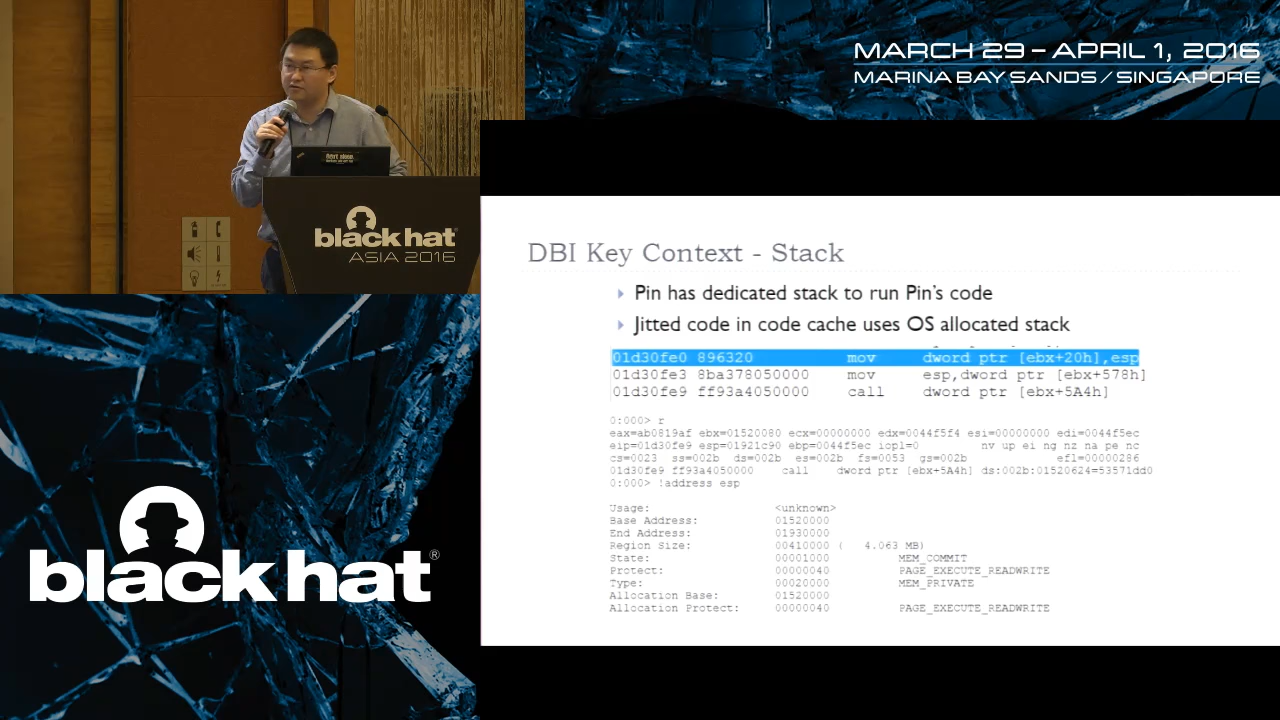 MARCH 29 – APRIL 1, 2016
MARINA BAY SANDS / SINGAPORE
black hat
ASIA 2016
DBI Key Context - Stack
Pin has dedicated stack to run Pin's code
Jitted code in code cache uses OS allocated stack
01d30fe0 896320 mov dword ptr [ebx+20h],esp
01d30fe3 8ba378050000 mov esp,dword ptr [ebx+578h]
01d30fe9 ff93a4050000 call dword ptr [ebx+5A4h]
0:000> r
eax=ab0819af ebx=01520080 ecx=00000000 edx=0044f5f4 esi=00000000 edi=0044f5ec
eip=01d30fe9 esp=01921c90 ebp=0044f5ec iopl=0 nv up ei ng nz na pe nc
cs=0023 ss=002b ds=002b es=002b fs=0053 gs=002b efl=00000286
01d30fe9 ff93a4050000 call dword ptr [ebx+5A4h] ds:002b:01520624=53571dd0
0:000> !address esp
Usage: <unknown>
Base Address: 01520000
End Address: 01930000
Region Size: 00410000 ( 4.063 MB)
State: 00001000 MEM_COMMIT
Protect: 00000040 PAGE_EXECUTE_READWRITE
Type: 00020000 MEM_PRIVATE
Allocation Base: 01520000
Allocation Protect: 00000040 PAGE_EXECUTE_READWRITE
black hat®